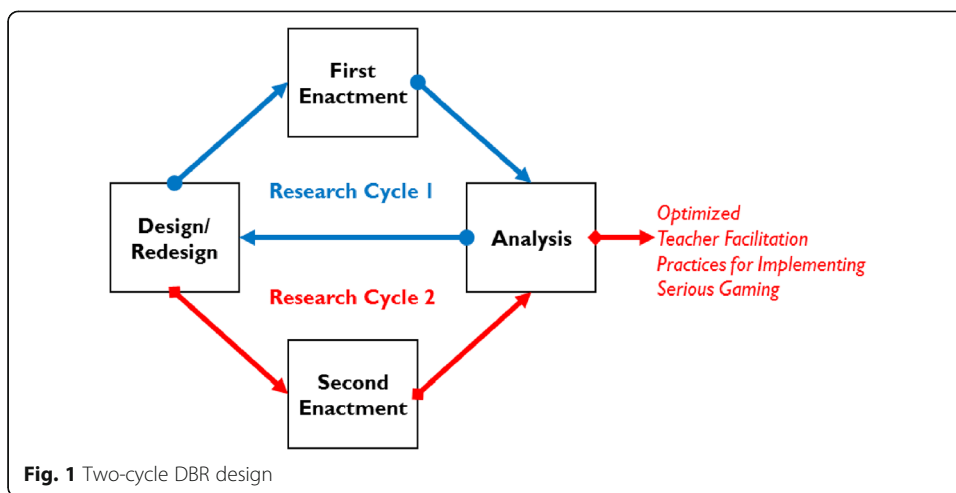 First
Enactment
Research Cycle 1
Design/
Redesign
Analysis
Optimized
Teacher Facilitation
Practices for Implementing
Serious Gaming
Research Cycle 2
Second
Enactment
Fig. 1 Two-cycle DBR design